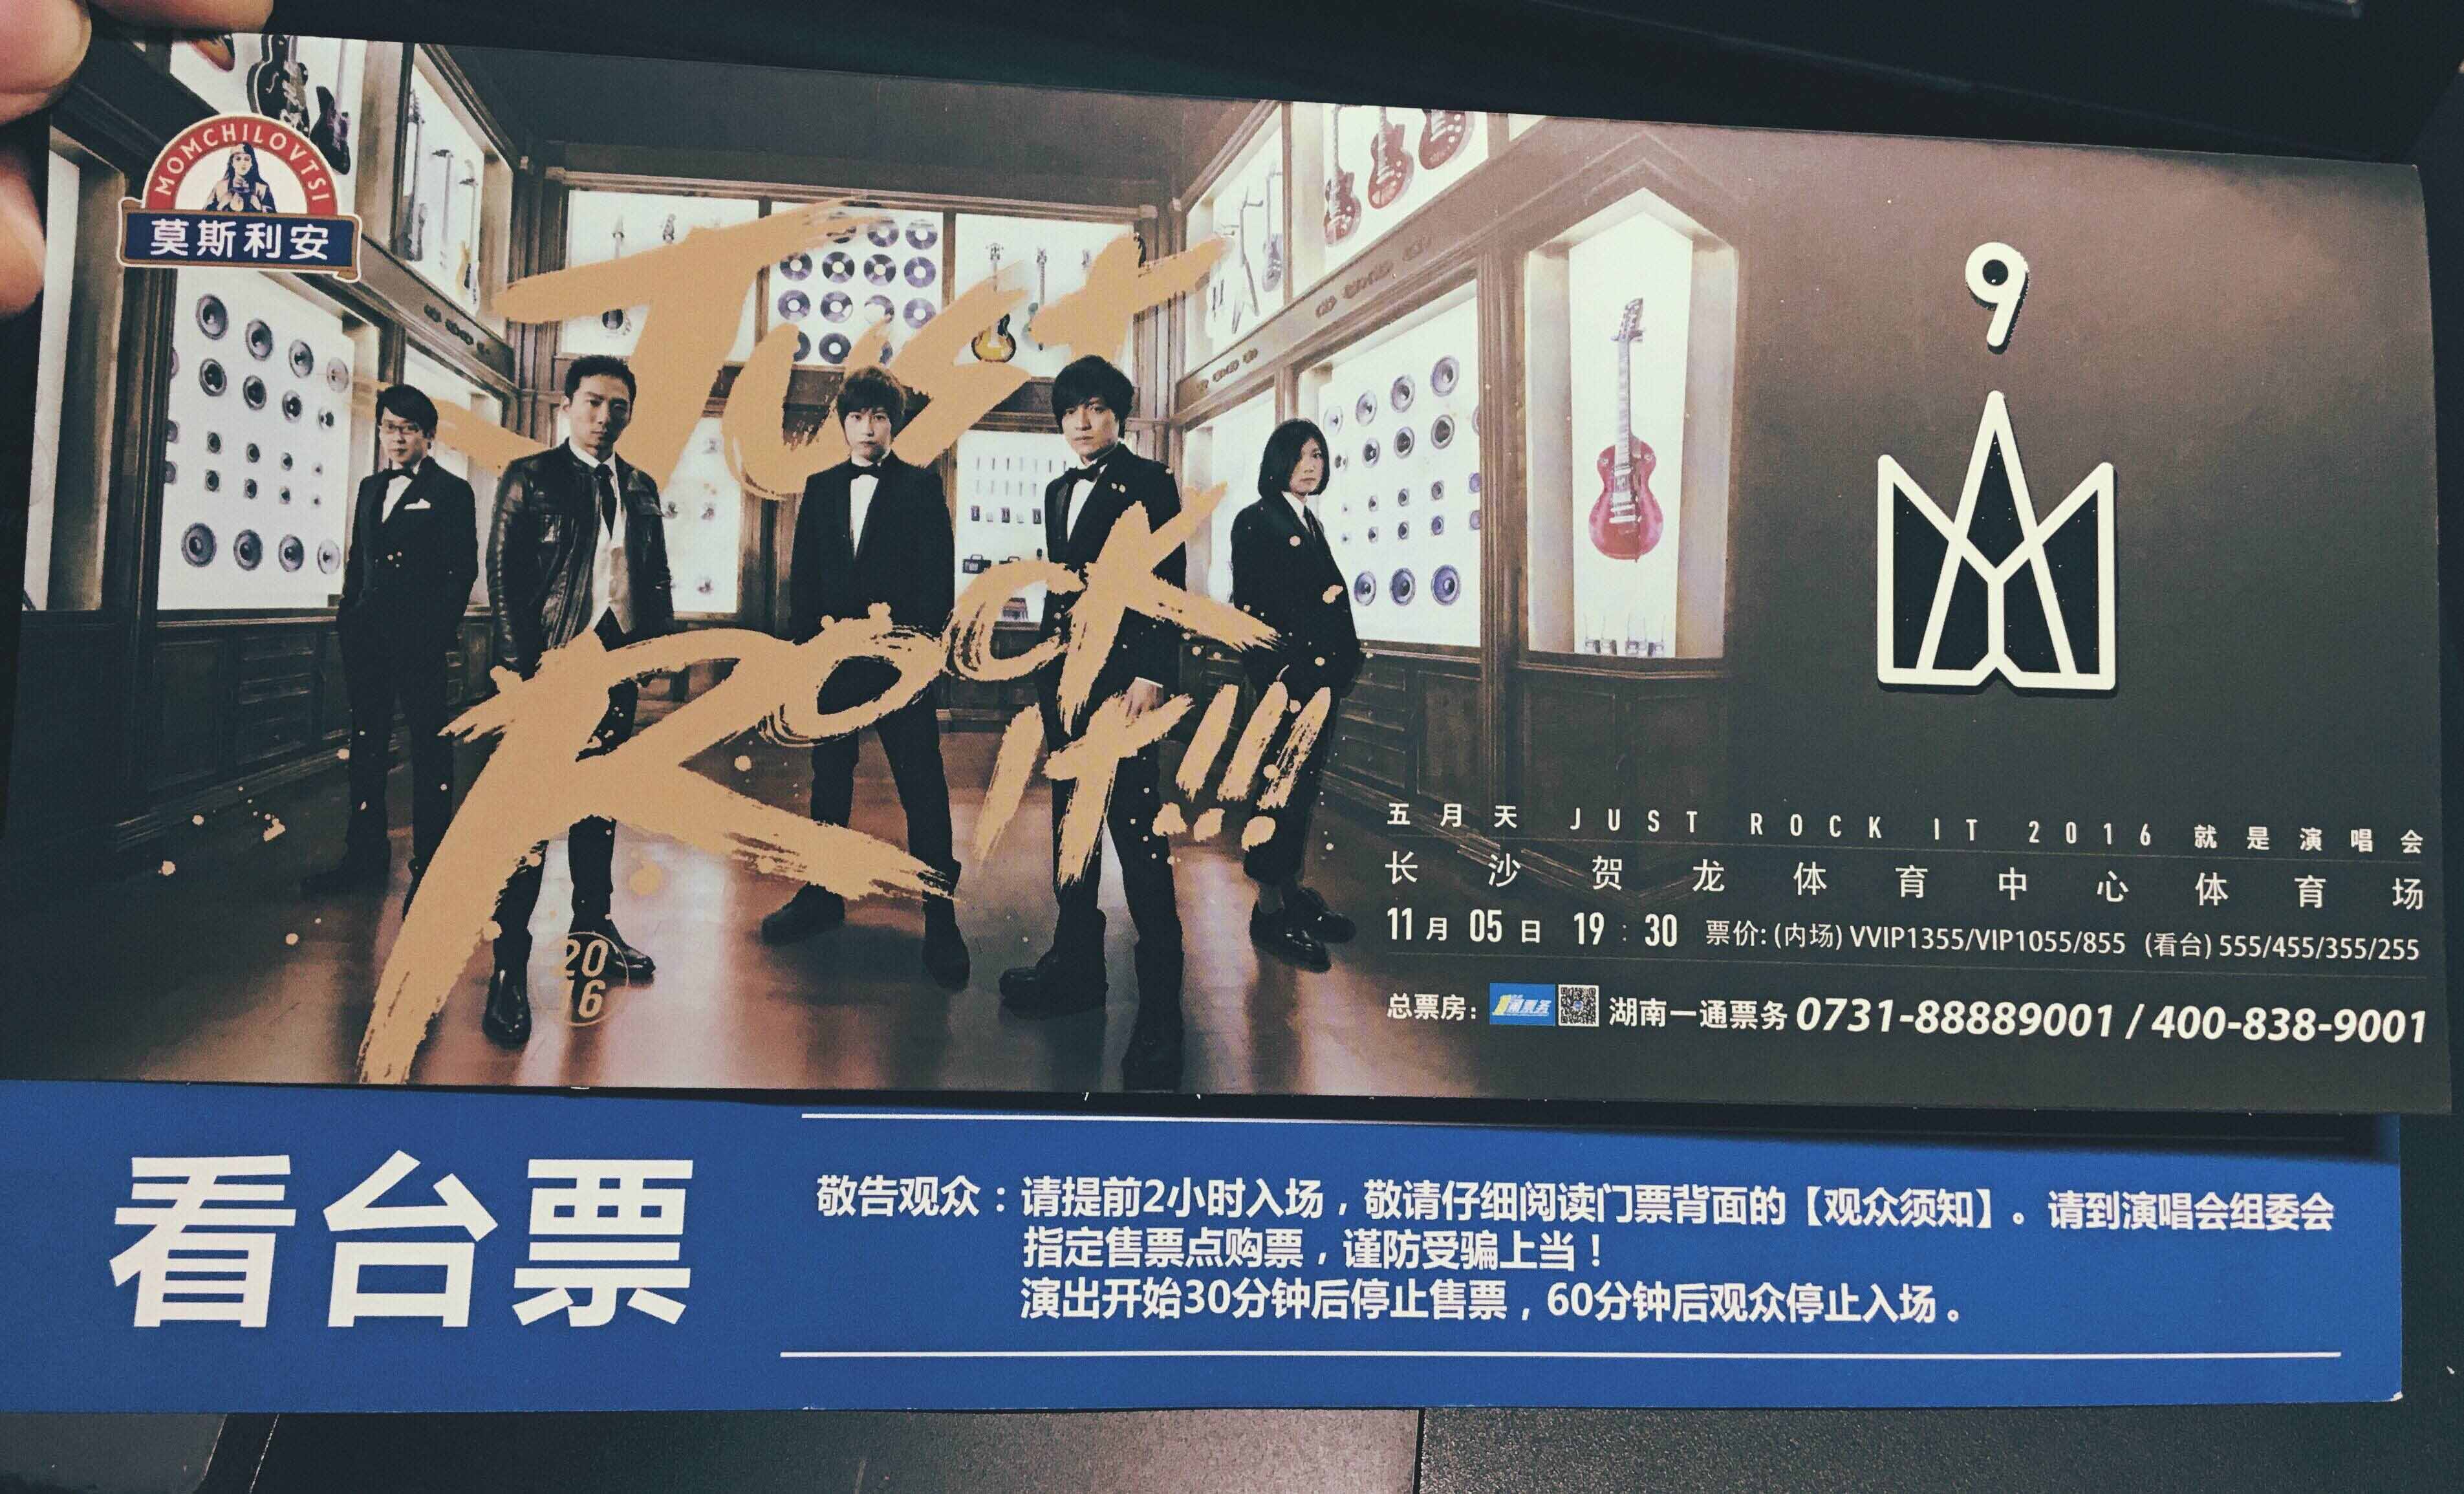 MOMCHILOVTSI
莫斯利安
Just
Rock
it!!!
20
16
9
五月天 JUST ROCK IT 2016 就是演唱会
长沙贺龙体育中心体育场
11月05日 19:30 票价:(内场) VVIP1355/VIP1055/855 (看台) 555/455/355/255
总票房: 湖南一通票务 0731-88889001 / 400-838-9001
看台票
敬告观众：请提前2小时入场，敬请仔细阅读门票背面的【观众须知】。请到演唱会组委会
指定售票点购票，谨防受骗上当！
演出开始30分钟后停止售票，60分钟后观众停止入场。